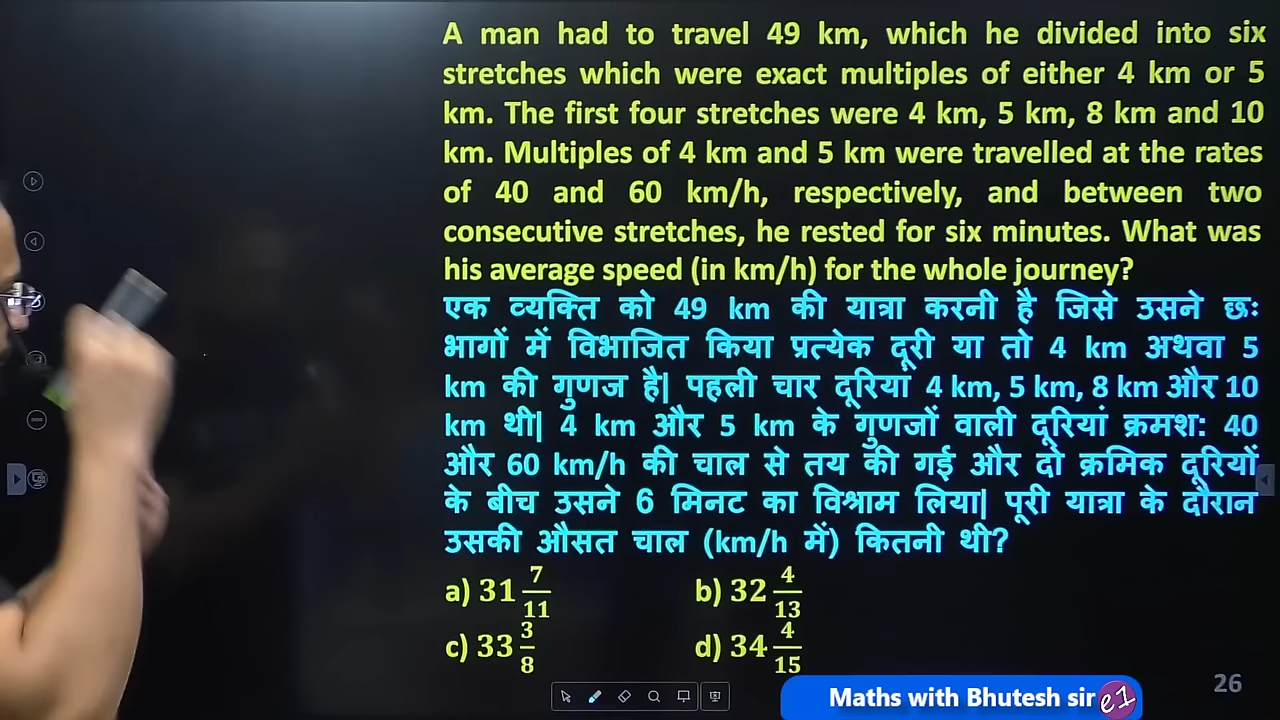 A man had to travel 49 km, which he divided into six
stretches which were exact multiples of either 4 km or 5
km. The first four stretches were 4 km, 5 km, 8 km and 10
km. Multiples of 4 km and 5 km were travelled at the rates
of 40 and 60 km/h, respectively, and between two
consecutive stretches, he rested for six minutes. What was
his average speed (in km/h) for the whole journey?
एक व्यक्ति को 49 km की यात्रा करनी है जिसे उसने छः
भागों में विभाजित किया प्रत्येक दूरी या तो 4 km अथवा 5
km की गुणज है| पहली चार दूरियां 4 km, 5 km, 8 km और 10
km थी| 4 km और 5 km के गुणजों वाली दूरियां क्रमश: 40
और 60 km/h की चाल से तय की गई और दो क्रमिक दूरियों
के बीच उसने 6 मिनट का विश्राम लिया| पूरी यात्रा के दौरान
उसकी औसत चाल (km/h में) कितनी थी?
a) 31 7/11 b) 32 4/13
c) 33 3/8 d) 34 4/15
Maths with Bhutesh sir e1
26